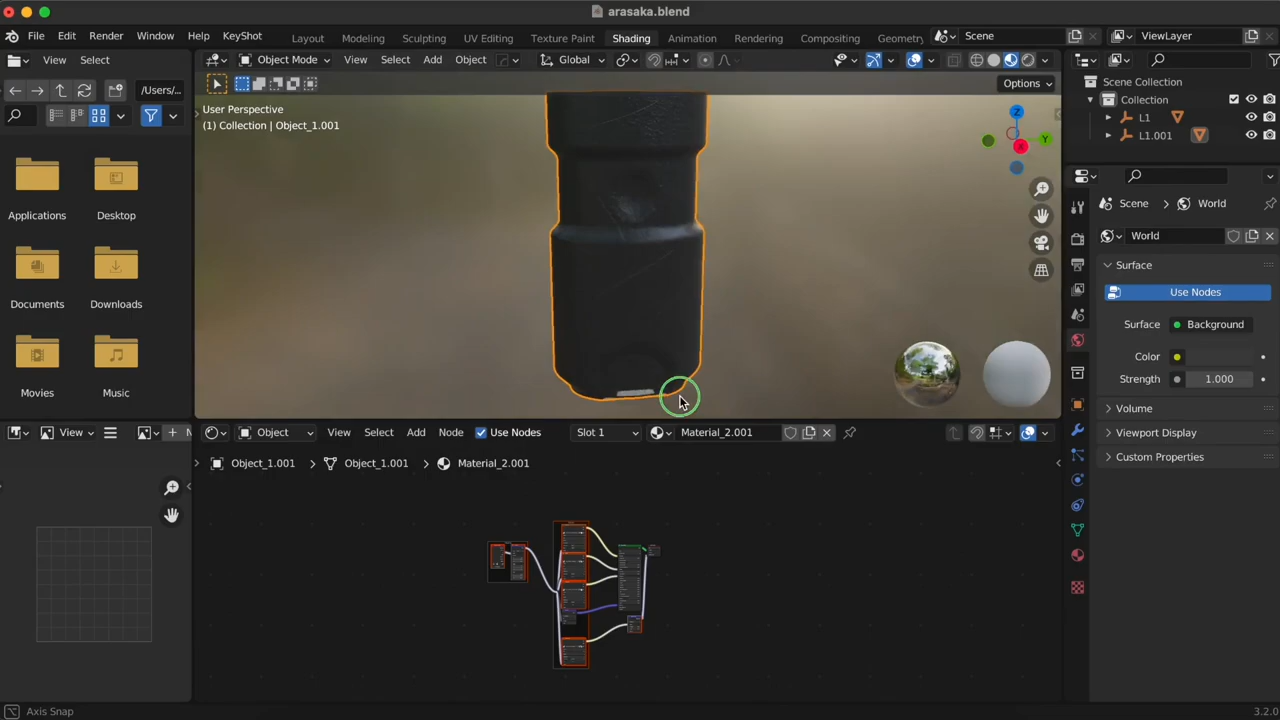 arasaka.blend
File Edit Render Window Help KeyShot Layout Modeling Sculpting UV Editing Texture Paint Shading Animation Rendering Compositing Geometry Scene ViewLayer
View Select Object Mode View Select Add Object Global
/Users/... Options Scene Collection
Collection
User Perspective
(1) Collection | Object_1.001
L1
L1.001
Applications Desktop
Scene World
World
Surface
Use Nodes
Documents Downloads
Surface Background
Color
Strength 1.000
Movies Music
Volume
View N Object View Select Add Node Use Nodes Slot 1 Material_2.001 Viewport Display
Object_1.001 Object_1.001 Material_2.001 Custom Properties
X Y Z
Axis Snap 3.2.0